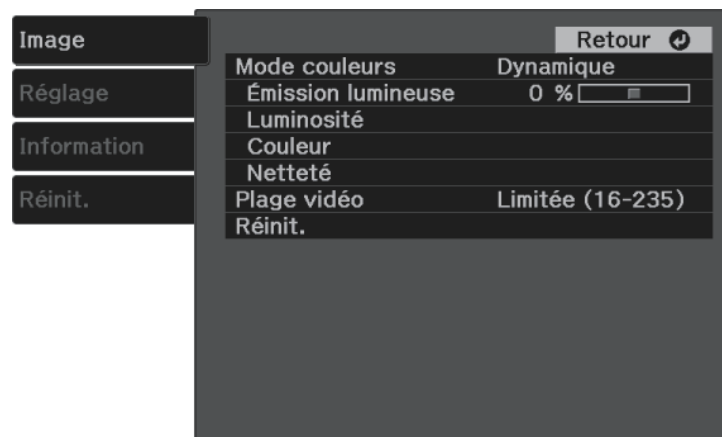 Image
Réglage
Information
Réinit.
Retour
Mode couleurs Dynamique
Émission lumineuse 0 %
Luminosité
Couleur
Netteté
Plage vidéo Limitée (16-235)
Réinit.